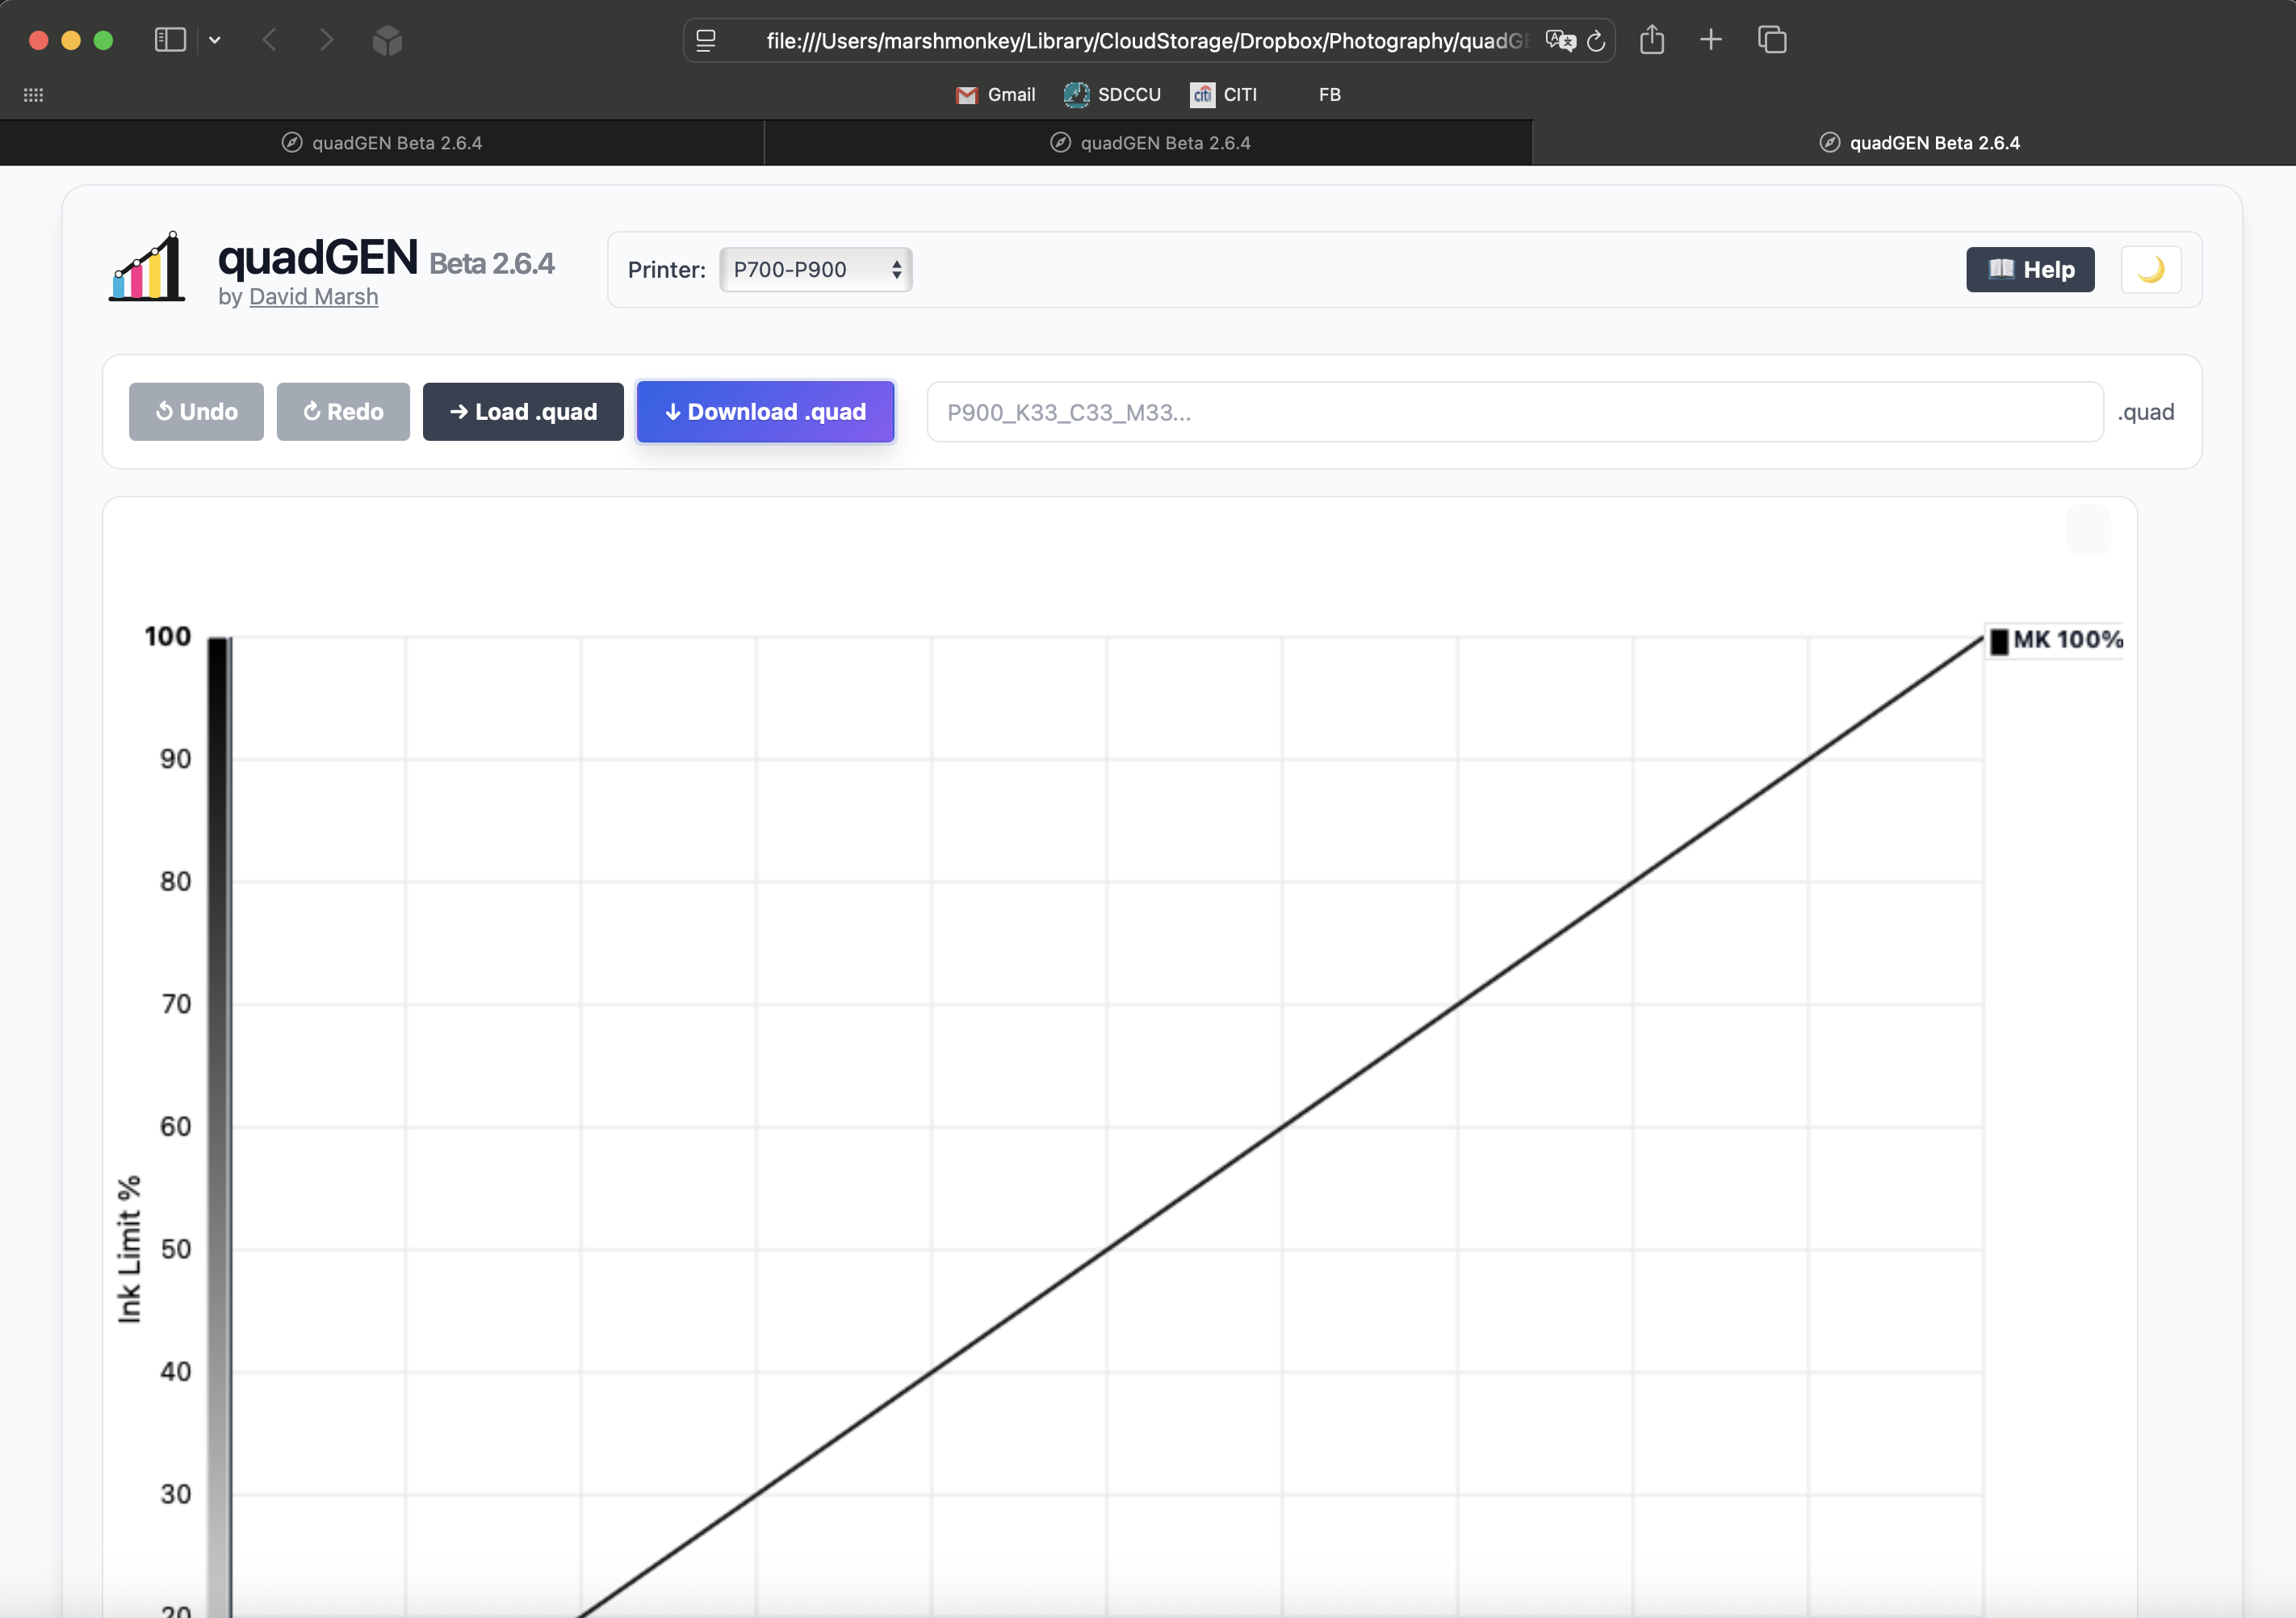 file:///Users/marshmonkey/Library/CloudStorage/Dropbox/Photography/quadGE
Gmail SDCCU citi CITI FB
quadGEN Beta 2.6.4 quadGEN Beta 2.6.4 quadGEN Beta 2.6.4
quadGEN Beta 2.6.4
by David Marsh
Printer: P700-P900
Help
Undo Redo Load .quad Download .quad P900_K33_C33_M33... .quad
100
MK 100%
90
80
70
60
Ink Limit %
50
40
30
20